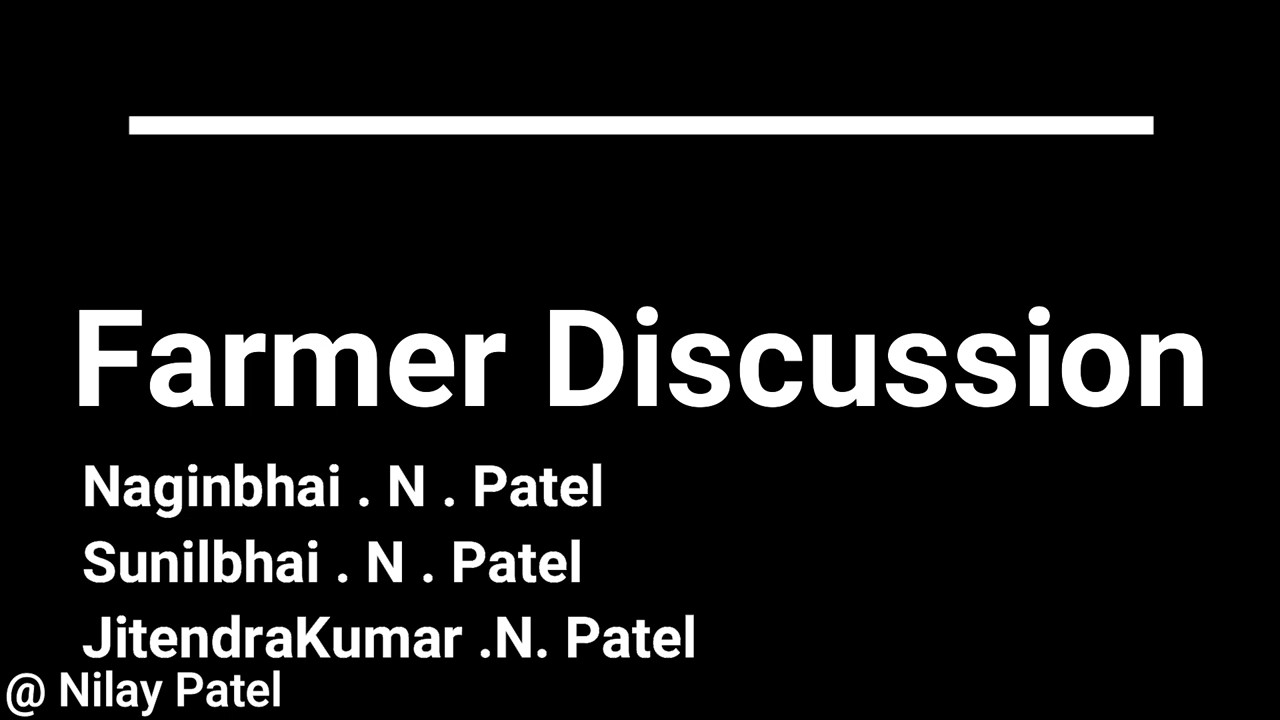 Farmer Discussion
Naginbhai . N . Patel
Sunilbhai . N . Patel
JitendraKumar .N. Patel
@ Nilay Patel